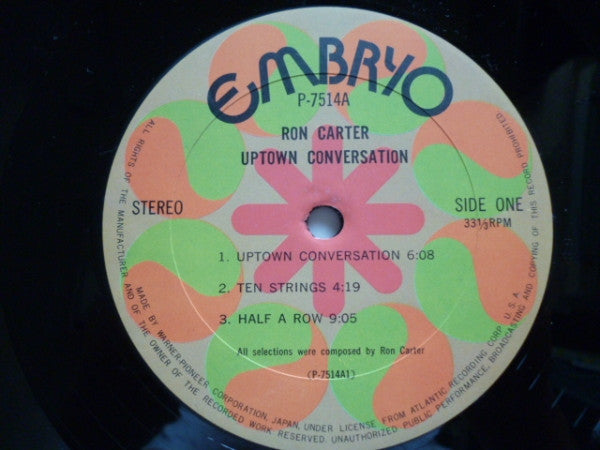 EMBRYO
P-7514A
RON CARTER
UPTOWN CONVERSATION
STEREO
SIDE ONE
33⅓RPM
1. UPTOWN CONVERSATION 6:08
2. TEN STRINGS 4:19
3. HALF A ROW 9:05
All selections were composed by Ron Carter
(P-7514A1)
MADE BY WARNER-PIONEER CORPORATION, JAPAN, UNDER LICENSE FROM ATLANTIC RECORDING CORP. U.S.A.
ALL RIGHTS OF THE MANUFACTURER AND OF THE OWNER OF THE RECORDED WORK RESERVED. UNAUTHORIZED PUBLIC PERFORMANCE, BROADCASTING AND COPYING OF THIS RECORD PROHIBITED